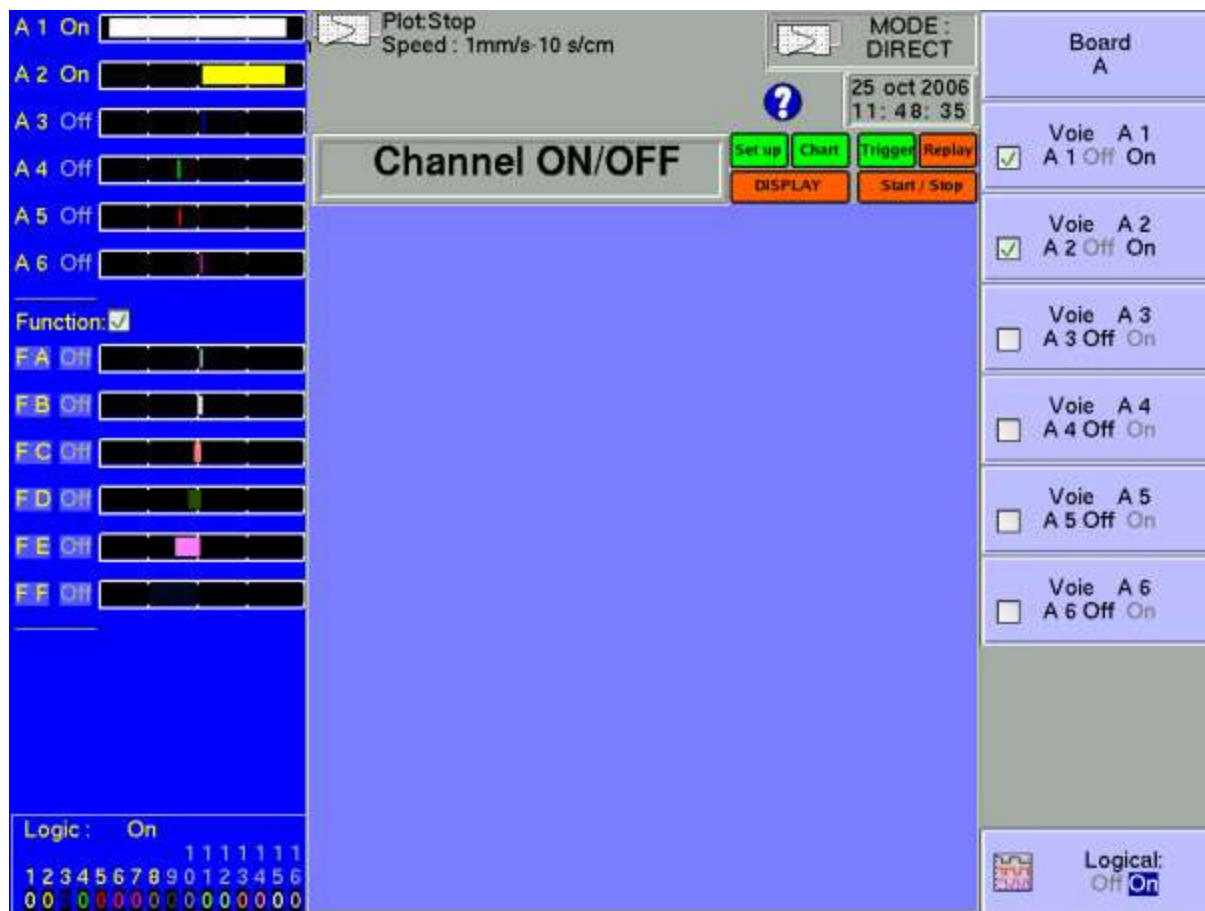 A 1 On
A 2 On
A 3 Off
A 4 Off
A 5 Off
A 6 Off
Function:
F A Off
F B Off
F C Off
F D Off
F E Off
F F Off
Logic : On
1 1 1 1 1 1 1
1 2 3 4 5 6 7 8 9 0 1 2 3 4 5 6
Plot:Stop
Speed : 1mm/s-10 s/cm
MODE :
DIRECT
?
25 oct 2006
11: 48: 35
Channel ON/OFF
Set up
Chart
Trigger
Replay
DISPLAY
Start / Stop
Board
A
Voie A 1
A 1 Off On
Voie A 2
A 2 Off On
Voie A 3
A 3 Off On
Voie A 4
A 4 Off On
Voie A 5
A 5 Off On
Voie A 6
A 6 Off On
Logical:
Off On